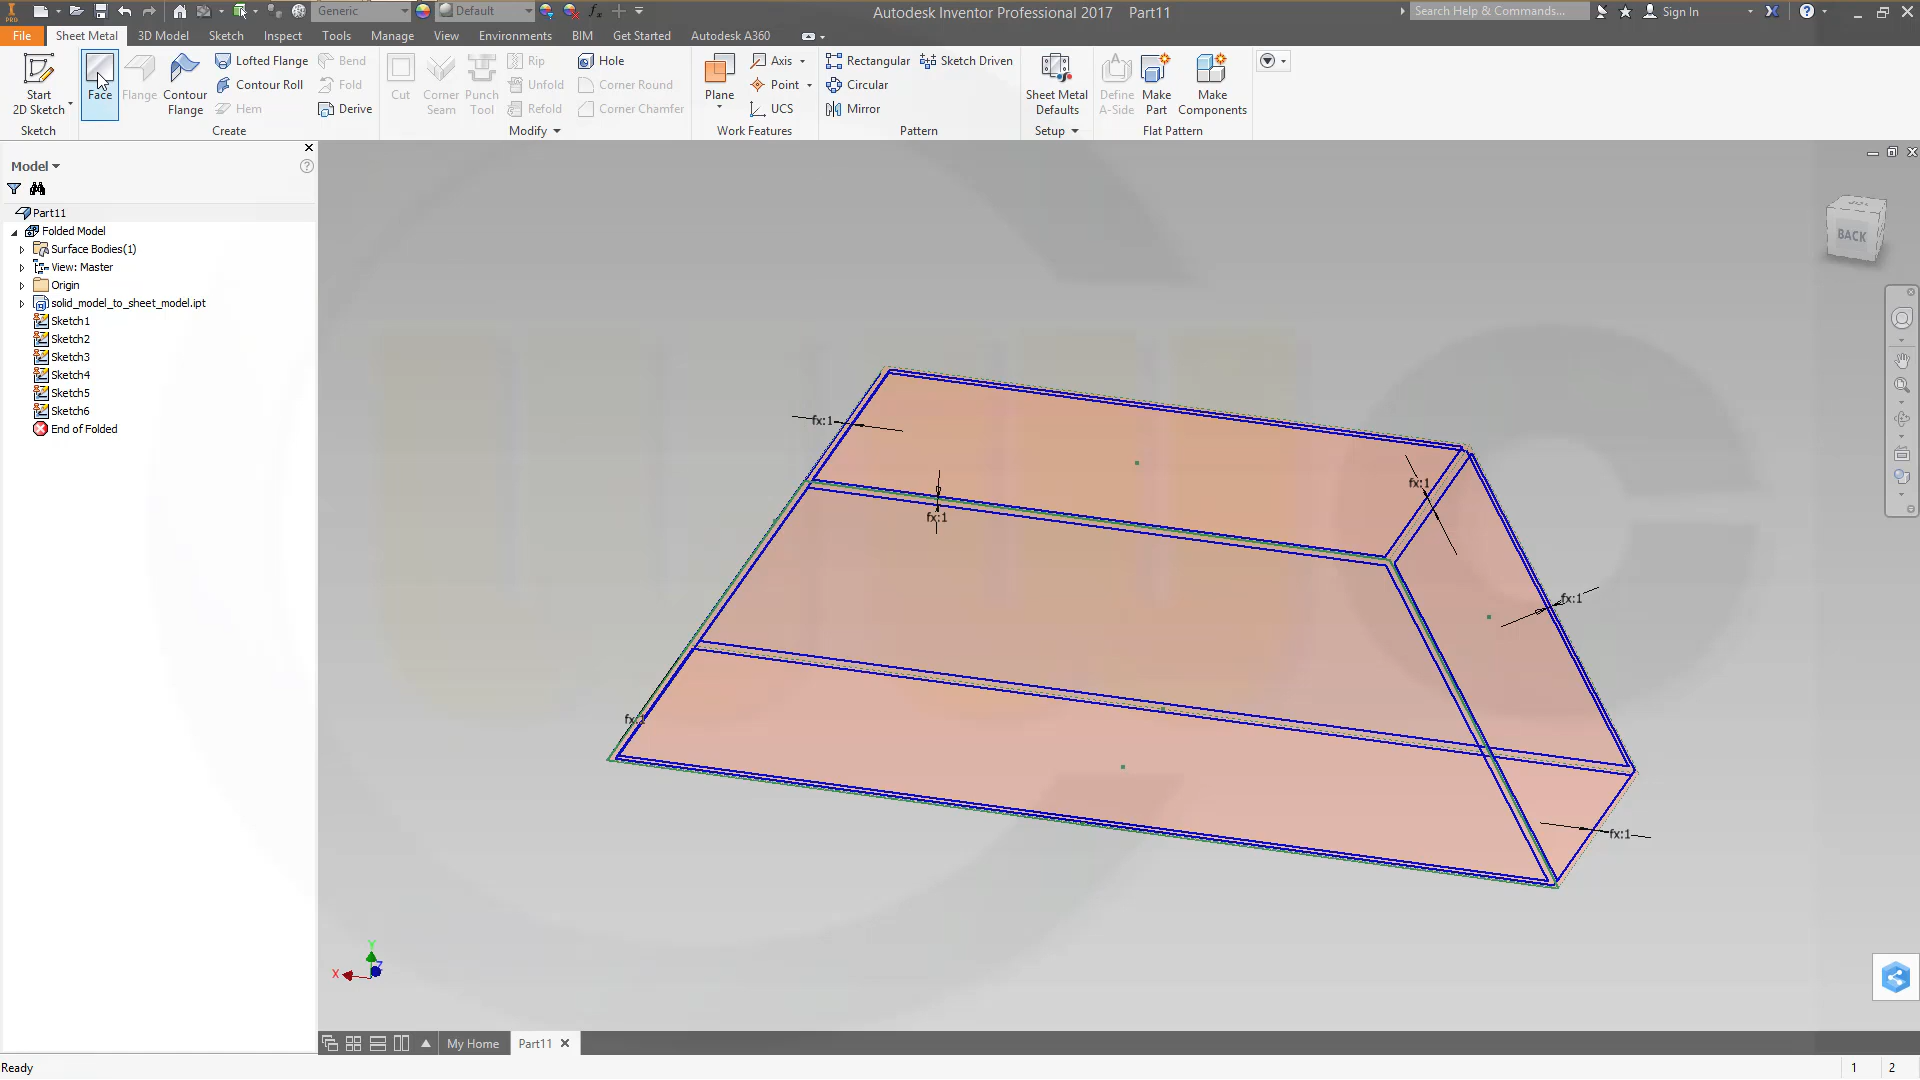 Generic
Default
fx
Autodesk Inventor Professional 2017 Part11
Search Help & Commands...
Sign In
PRO
File
Sheet Metal
3D Model
Sketch
Inspect
Tools
Manage
View
Environments
BIM
Get Started
Autodesk A360
Start
2D Sketch
Face
Flange
Contour
Flange
Lofted Flange
Contour Roll
Hem
Bend
Fold
Derive
Cut
Corner
Seam
Punch
Tool
Rip
Unfold
Refold
Hole
Corner Round
Corner Chamfer
Plane
Axis
Point
UCS
Rectangular
Circular
Mirror
Sketch Driven
Sheet Metal
Defaults
Define
A-Side
Make
Part
Make
Components
Sketch
Create
Modify
Work Features
Pattern
Setup
Flat Pattern
Model
Part11
Folded Model
Surface Bodies(1)
View: Master
Origin
solid_model_to_sheet_model.ipt
Sketch1
Sketch2
Sketch3
Sketch4
Sketch5
Sketch6
End of Folded
BACK
fx:1
fx:1
fx:1
fx:1
fx:1
fx:1
Y
X
Z
My Home
Part11
Ready
1
2